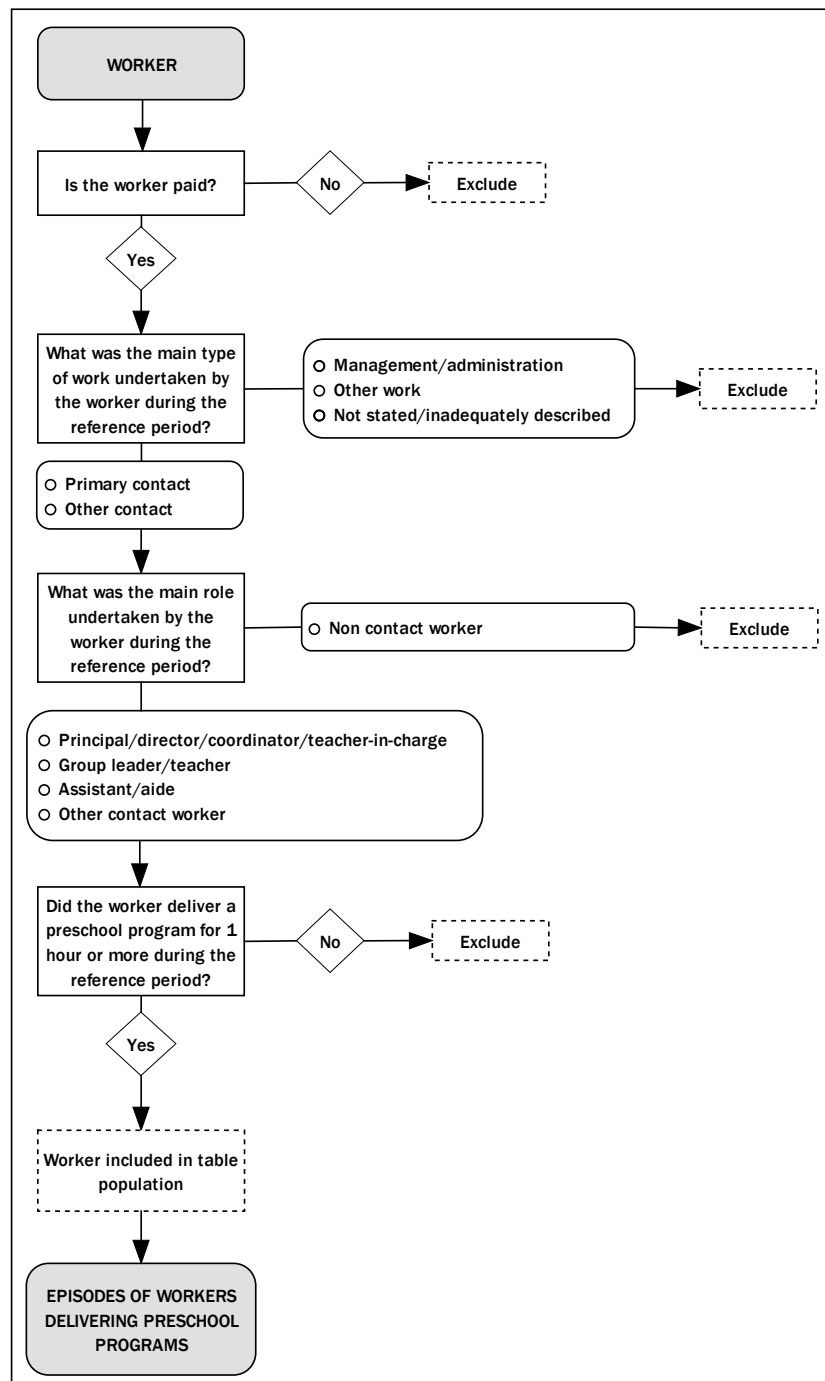 WORKER
Is the worker paid?
No
Exclude
Yes
What was the main type
of work undertaken by
the worker during the
reference period?
Management/administration
Other work
Not stated/inadequately described
Exclude
Primary contact
Other contact
What was the main role
undertaken by the
worker during the
reference period?
Non contact worker
Exclude
Principal/director/coordinator/teacher-in-charge
Group leader/teacher
Assistant/aide
Other contact worker
Did the worker deliver a
preschool program for 1
hour or more during the
reference period?
No
Exclude
Yes
Worker included in table
population
EPISODES OF WORKERS
DELIVERING PRESCHOOL
PROGRAMS